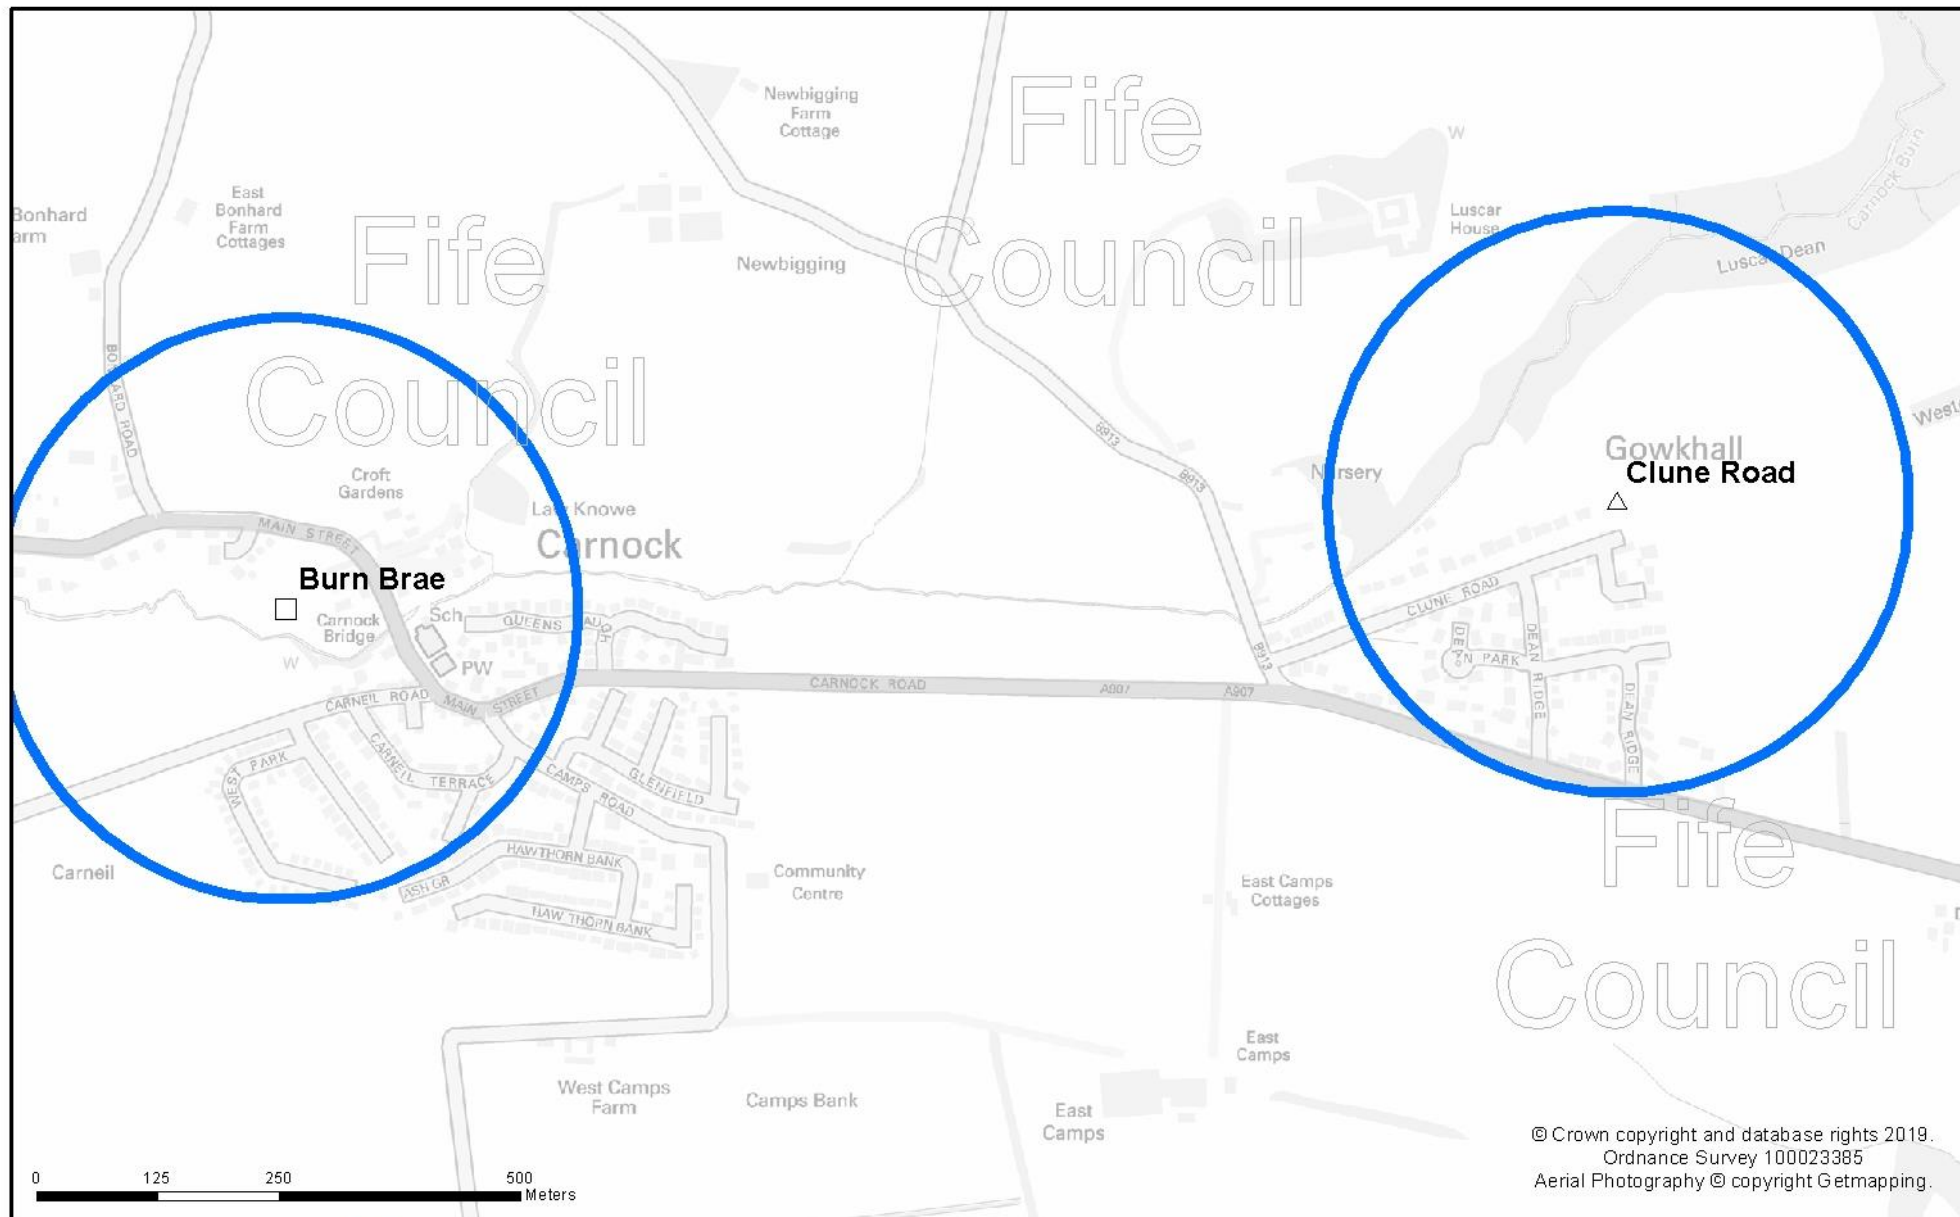 Newbigging
Farm
Cottage
Fife
Council
W
Carnock Burn
East
Bonhard
Farm
Cottages
Bonhard
arm
Fife
Council
Newbigging
Luscar
House
Luscar Dean
BONHARD ROAD
Croft
Gardens
B913
B913
Nursery
West
Gowkhall
Clune Road
Law Knowe
Carnock
MAIN STREET
Burn Brae
Carnock
Bridge
Sch
QUEENS HAUGH
W
PW
CLUNE ROAD
DEAN PARK
DEAN RIDGE
DEAN RIDGE
B913
CARNEIL ROAD
MAIN STREET
CARNOCK ROAD
A907
A907
WEST PARK
CARNEIL TERRACE
CAMPS ROAD
GLENFIELD
Fife
Council
Carneil
HAWTHORN BANK
ASH GR
HAWTHORN BANK
Community
Centre
East Camps
Cottages
East
Camps
West Camps
Farm
Camps Bank
East
Camps
© Crown copyright and database rights 2019.
Ordnance Survey 100023385
Aerial Photography © copyright Getmapping.
0 125 250 500
Meters